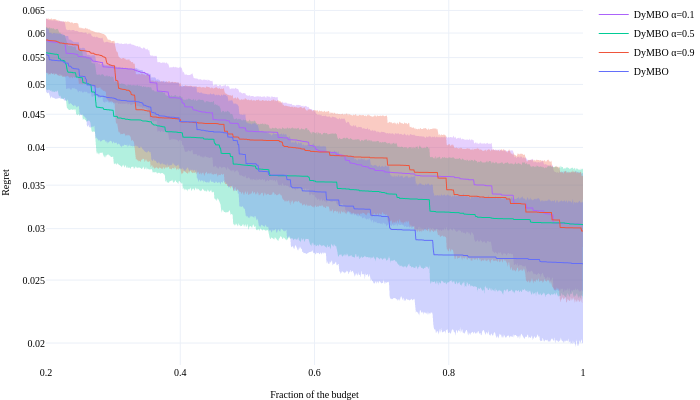 0.065
0.06
0.055
0.05
0.045
0.04
0.035
0.03
0.025
0.02
Regret
0.2 0.4 0.6 0.8 1
Fraction of the budget
DyMBO α=0.1
DyMBO α=0.5
DyMBO α=0.9
DyMBO